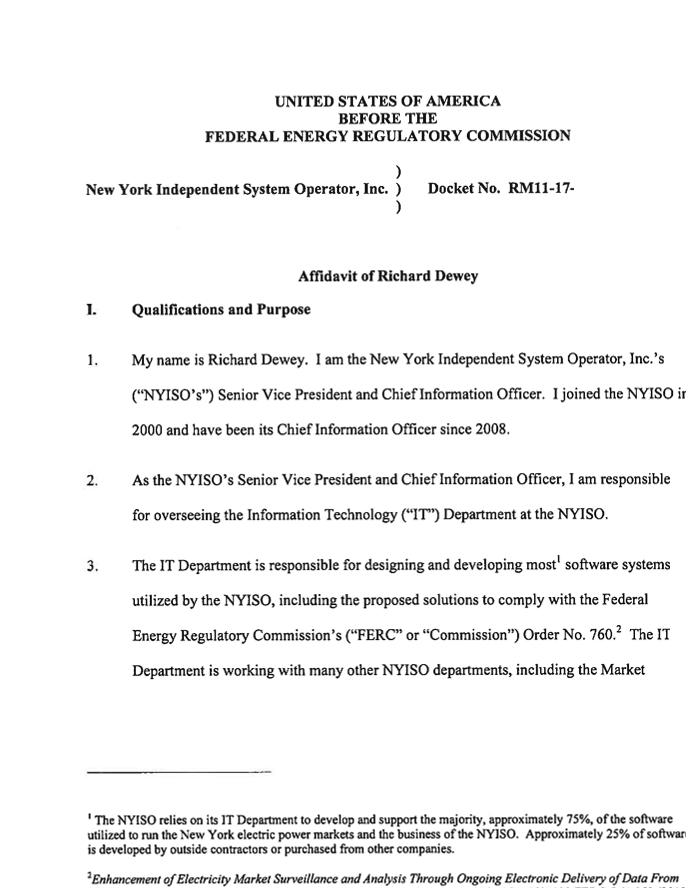 UNITED STATES OF AMERICA
BEFORE THE
FEDERAL ENERGY REGULATORY COMMISSION
)
New York Independent System Operator, Inc. ) Docket No. RM11-17-
)
Affidavit of Richard Dewey
I. Qualifications and Purpose
1. My name is Richard Dewey. I am the New York Independent System Operator, Inc.'s
("NYISO's") Senior Vice President and Chief Information Officer. I joined the NYISO
2000 and have been its Chief Information Officer since 2008.
2. As the NYISO's Senior Vice President and Chief Information Officer, I am responsible
for overseeing the Information Technology ("IT") Department at the NYISO.
3. The IT Department is responsible for designing and developing most¹ software systems
utilized by the NYISO, including the proposed solutions to comply with the Federal
Energy Regulatory Commission's ("FERC" or "Commission") Order No. 760.² The IT
Department is working with many other NYISO departments, including the Market
¹ The NYISO relies on its IT Department to develop and support the majority, approximately 75%, of the software
utilized to run the New York electric power markets and the business of the NYISO. Approximately 25% of softwar
is developed by outside contractors or purchased from other companies.
²Enhancement of Electricity Market Surveillance and Analysis Through Ongoing Electronic Delivery of Data From